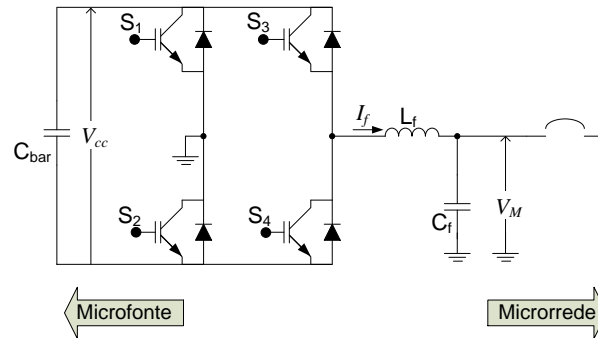 S1
S3
If
Lf
Vcc
Cbar
S2
S4
Cf
VM
Microfonte
Microrrede